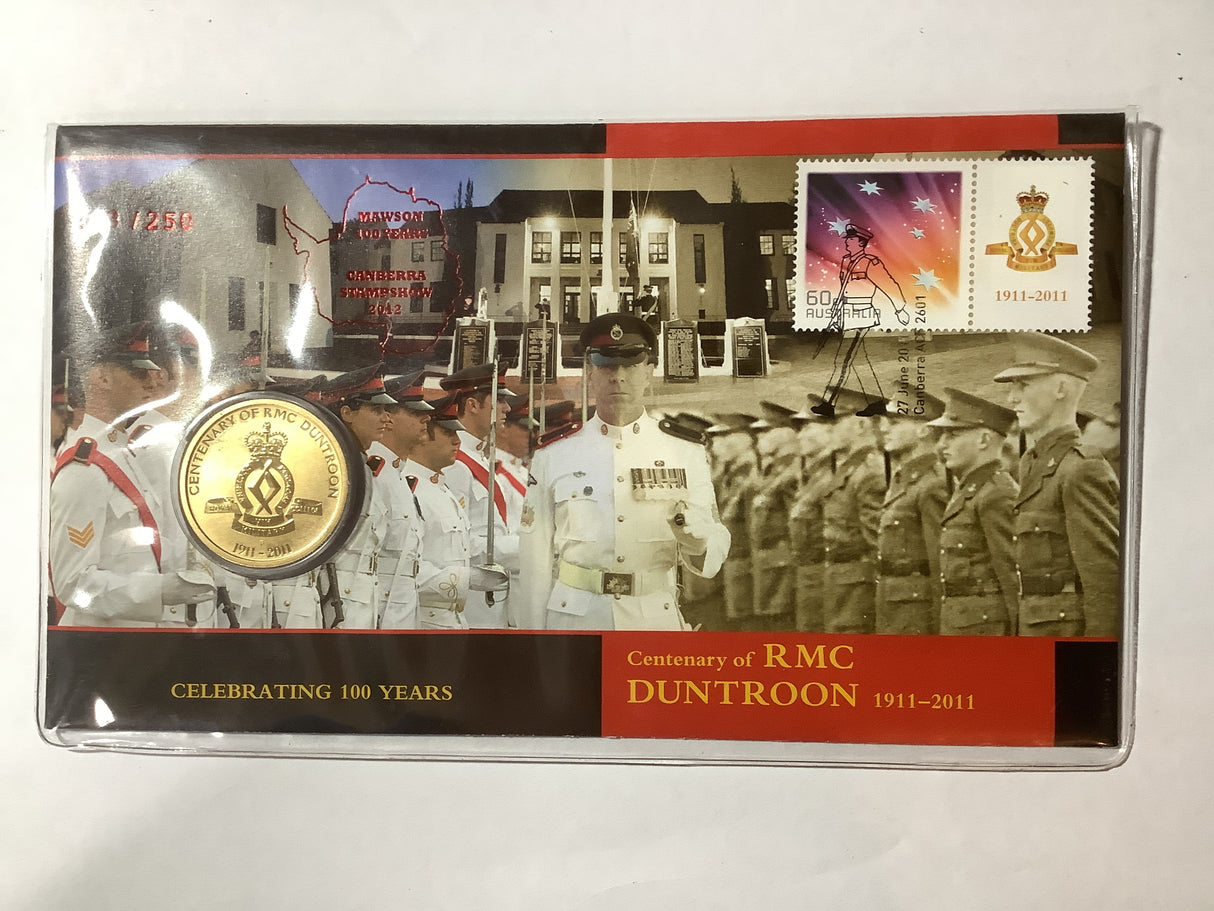 /250
MAWSON
100 YEARS
CANBERRA
STAMPSHOW
2012
60c
AUSTRALIA
1911–2011
27 June 20
Canberra ACT 2601
CENTENARY OF RMC DUNTROON
MILITARY
1911 - 2011
CELEBRATING 100 YEARS
Centenary of RMC
DUNTROON 1911–2011